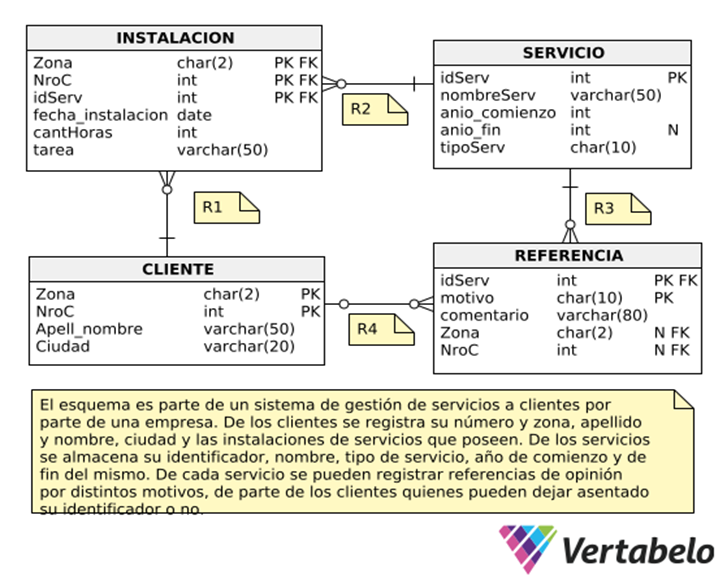 INSTALACION
Zona char(2) PK FK
NroC int PK FK
idServ int PK FK
fecha_instalacion date
cantHoras int
tarea varchar(50)
R2
SERVICIO
idServ int PK
nombreServ varchar(50)
anio_comienzo int
anio_fin int N
tipoServ char(10)
R1
R3
CLIENTE
Zona char(2) PK
NroC int PK
Apell_nombre varchar(50)
Ciudad varchar(20)
R4
REFERENCIA
idServ int PK FK
motivo char(10) PK
comentario varchar(80)
Zona char(2) N FK
NroC int N FK
El esquema es parte de un sistema de gestión de servicios a clientes por
parte de una empresa. De los clientes se registra su número y zona, apellido
y nombre, ciudad y las instalaciones de servicios que poseen. De los servicios
se almacena su identificador, nombre, tipo de servicio, año de comienzo y de
fin del mismo. De cada servicio se pueden registrar referencias de opinión
por distintos motivos, de parte de los clientes quienes pueden dejar asentado
su identificador o no.
Vertabelo